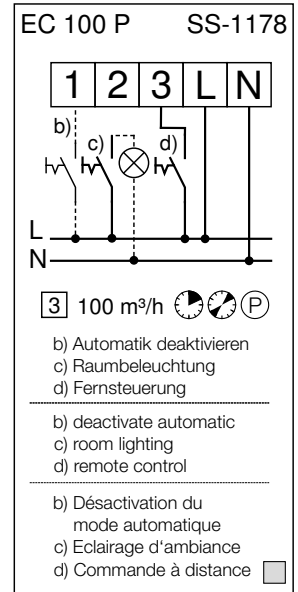 EC 100 P SS-1178
1 2 3 L N
b)
c) d)
L
N
3 100 m³/h P
b) Automatik deaktivieren
c) Raumbeleuchtung
d) Fernsteuerung
b) deactivate automatic
c) room lighting
d) remote control
b) Désactivation du
mode automatique
c) Eclairage d'ambiance
d) Commande à distance